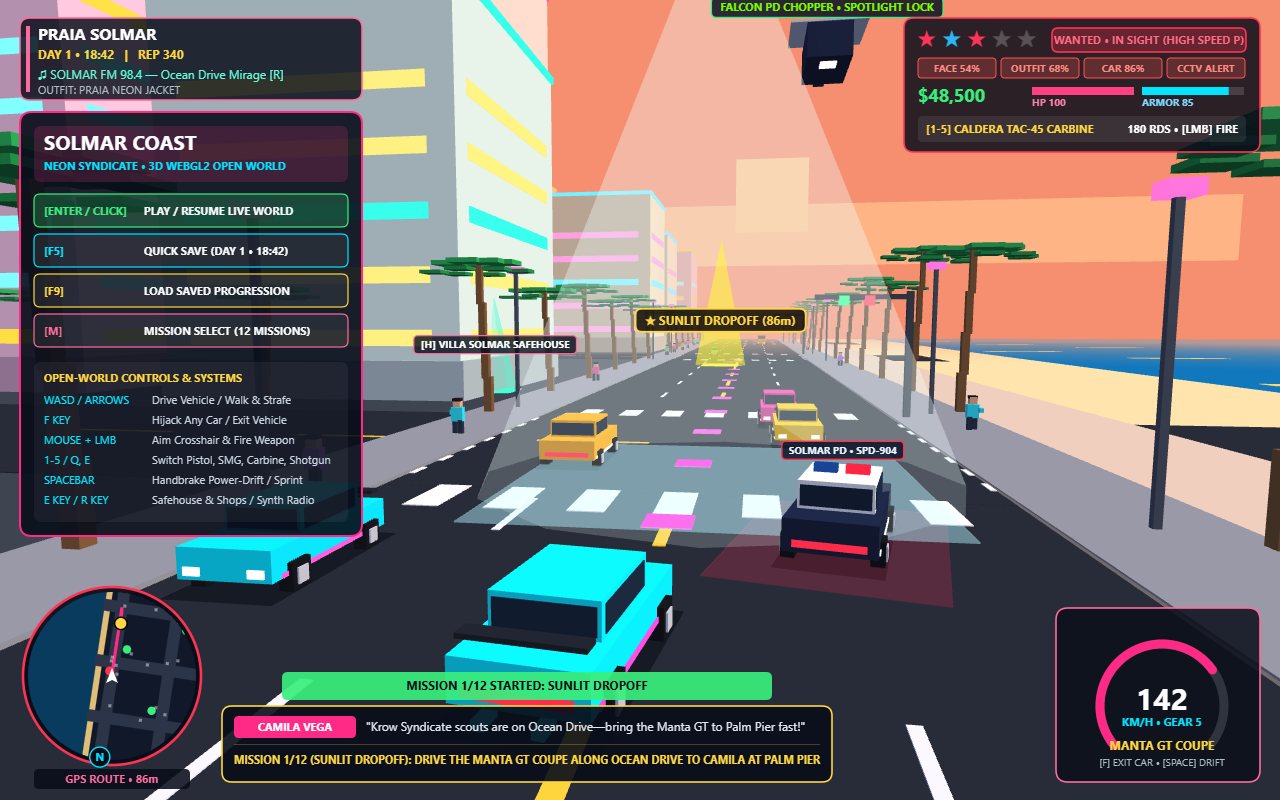 FALCON PD CHOPPER • SPOTLIGHT LOCK
PRAIA SOLMAR
DAY 1 • 18:42 | REP 340
♫ SOLMAR FM 98.4 — Ocean Drive Mirage [R]
OUTFIT: PRAIA NEON JACKET
WANTED • IN SIGHT (HIGH SPEED P)
FACE 54% OUTFIT 68% CAR 86% CCTV ALERT
$48,500 HP 100 ARMOR 85
[1-5] CALDERA TAC-45 CARBINE 180 RDS • [LMB] FIRE
SOLMAR COAST
NEON SYNDICATE • 3D WEBGL2 OPEN WORLD
[ENTER / CLICK] PLAY / RESUME LIVE WORLD
[F5] QUICK SAVE (DAY 1 • 18:42)
[F9] LOAD SAVED PROGRESSION
[M] MISSION SELECT (12 MISSIONS)
OPEN-WORLD CONTROLS & SYSTEMS
WASD / ARROWS Drive Vehicle / Walk & Strafe
F KEY Hijack Any Car / Exit Vehicle
MOUSE + LMB Aim Crosshair & Fire Weapon
1-5 / Q, E Switch Pistol, SMG, Carbine, Shotgun
SPACEBAR Handbrake Power-Drift / Sprint
E KEY / R KEY Safehouse & Shops / Synth Radio
★ SUNLIT DROPOFF (86m)
[H] VILLA SOLMAR SAFEHOUSE
SOLMAR PD • SPD-904
N
GPS ROUTE • 86m
MISSION 1/12 STARTED: SUNLIT DROPOFF
CAMILA VEGA "Krow Syndicate scouts are on Ocean Drive—bring the Manta GT to Palm Pier fast!"
MISSION 1/12 (SUNLIT DROPOFF): DRIVE THE MANTA GT COUPE ALONG OCEAN DRIVE TO CAMILA AT PALM PIER
142
KM/H • GEAR 5
MANTA GT COUPE
[F] EXIT CAR • [SPACE] DRIFT